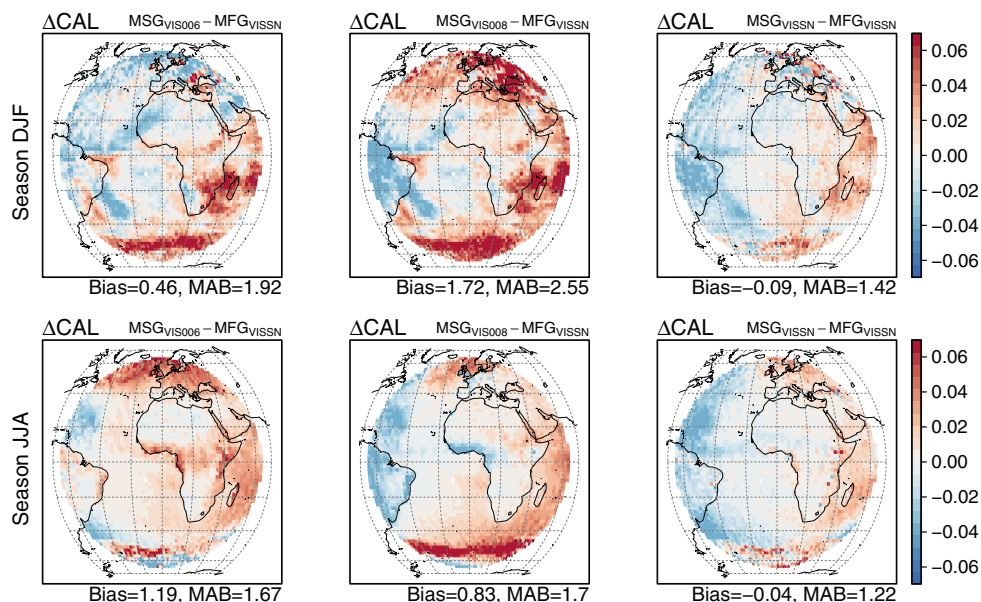 ΔCAL MSG_VIS006−MFG_VISSN ΔCAL MSG_VIS008−MFG_VISSN ΔCAL MSG_VISSN−MFG_VISSN
Season DJF
0.06
0.04
0.02
0.00
−0.02
−0.04
−0.06
Bias=0.46, MAB=1.92 Bias=1.72, MAB=2.55 Bias=−0.09, MAB=1.42
ΔCAL MSG_VIS006−MFG_VISSN ΔCAL MSG_VIS008−MFG_VISSN ΔCAL MSG_VISSN−MFG_VISSN
Season JJA
0.06
0.04
0.02
0.00
−0.02
−0.04
−0.06
Bias=1.19, MAB=1.67 Bias=0.83, MAB=1.7 Bias=−0.04, MAB=1.22